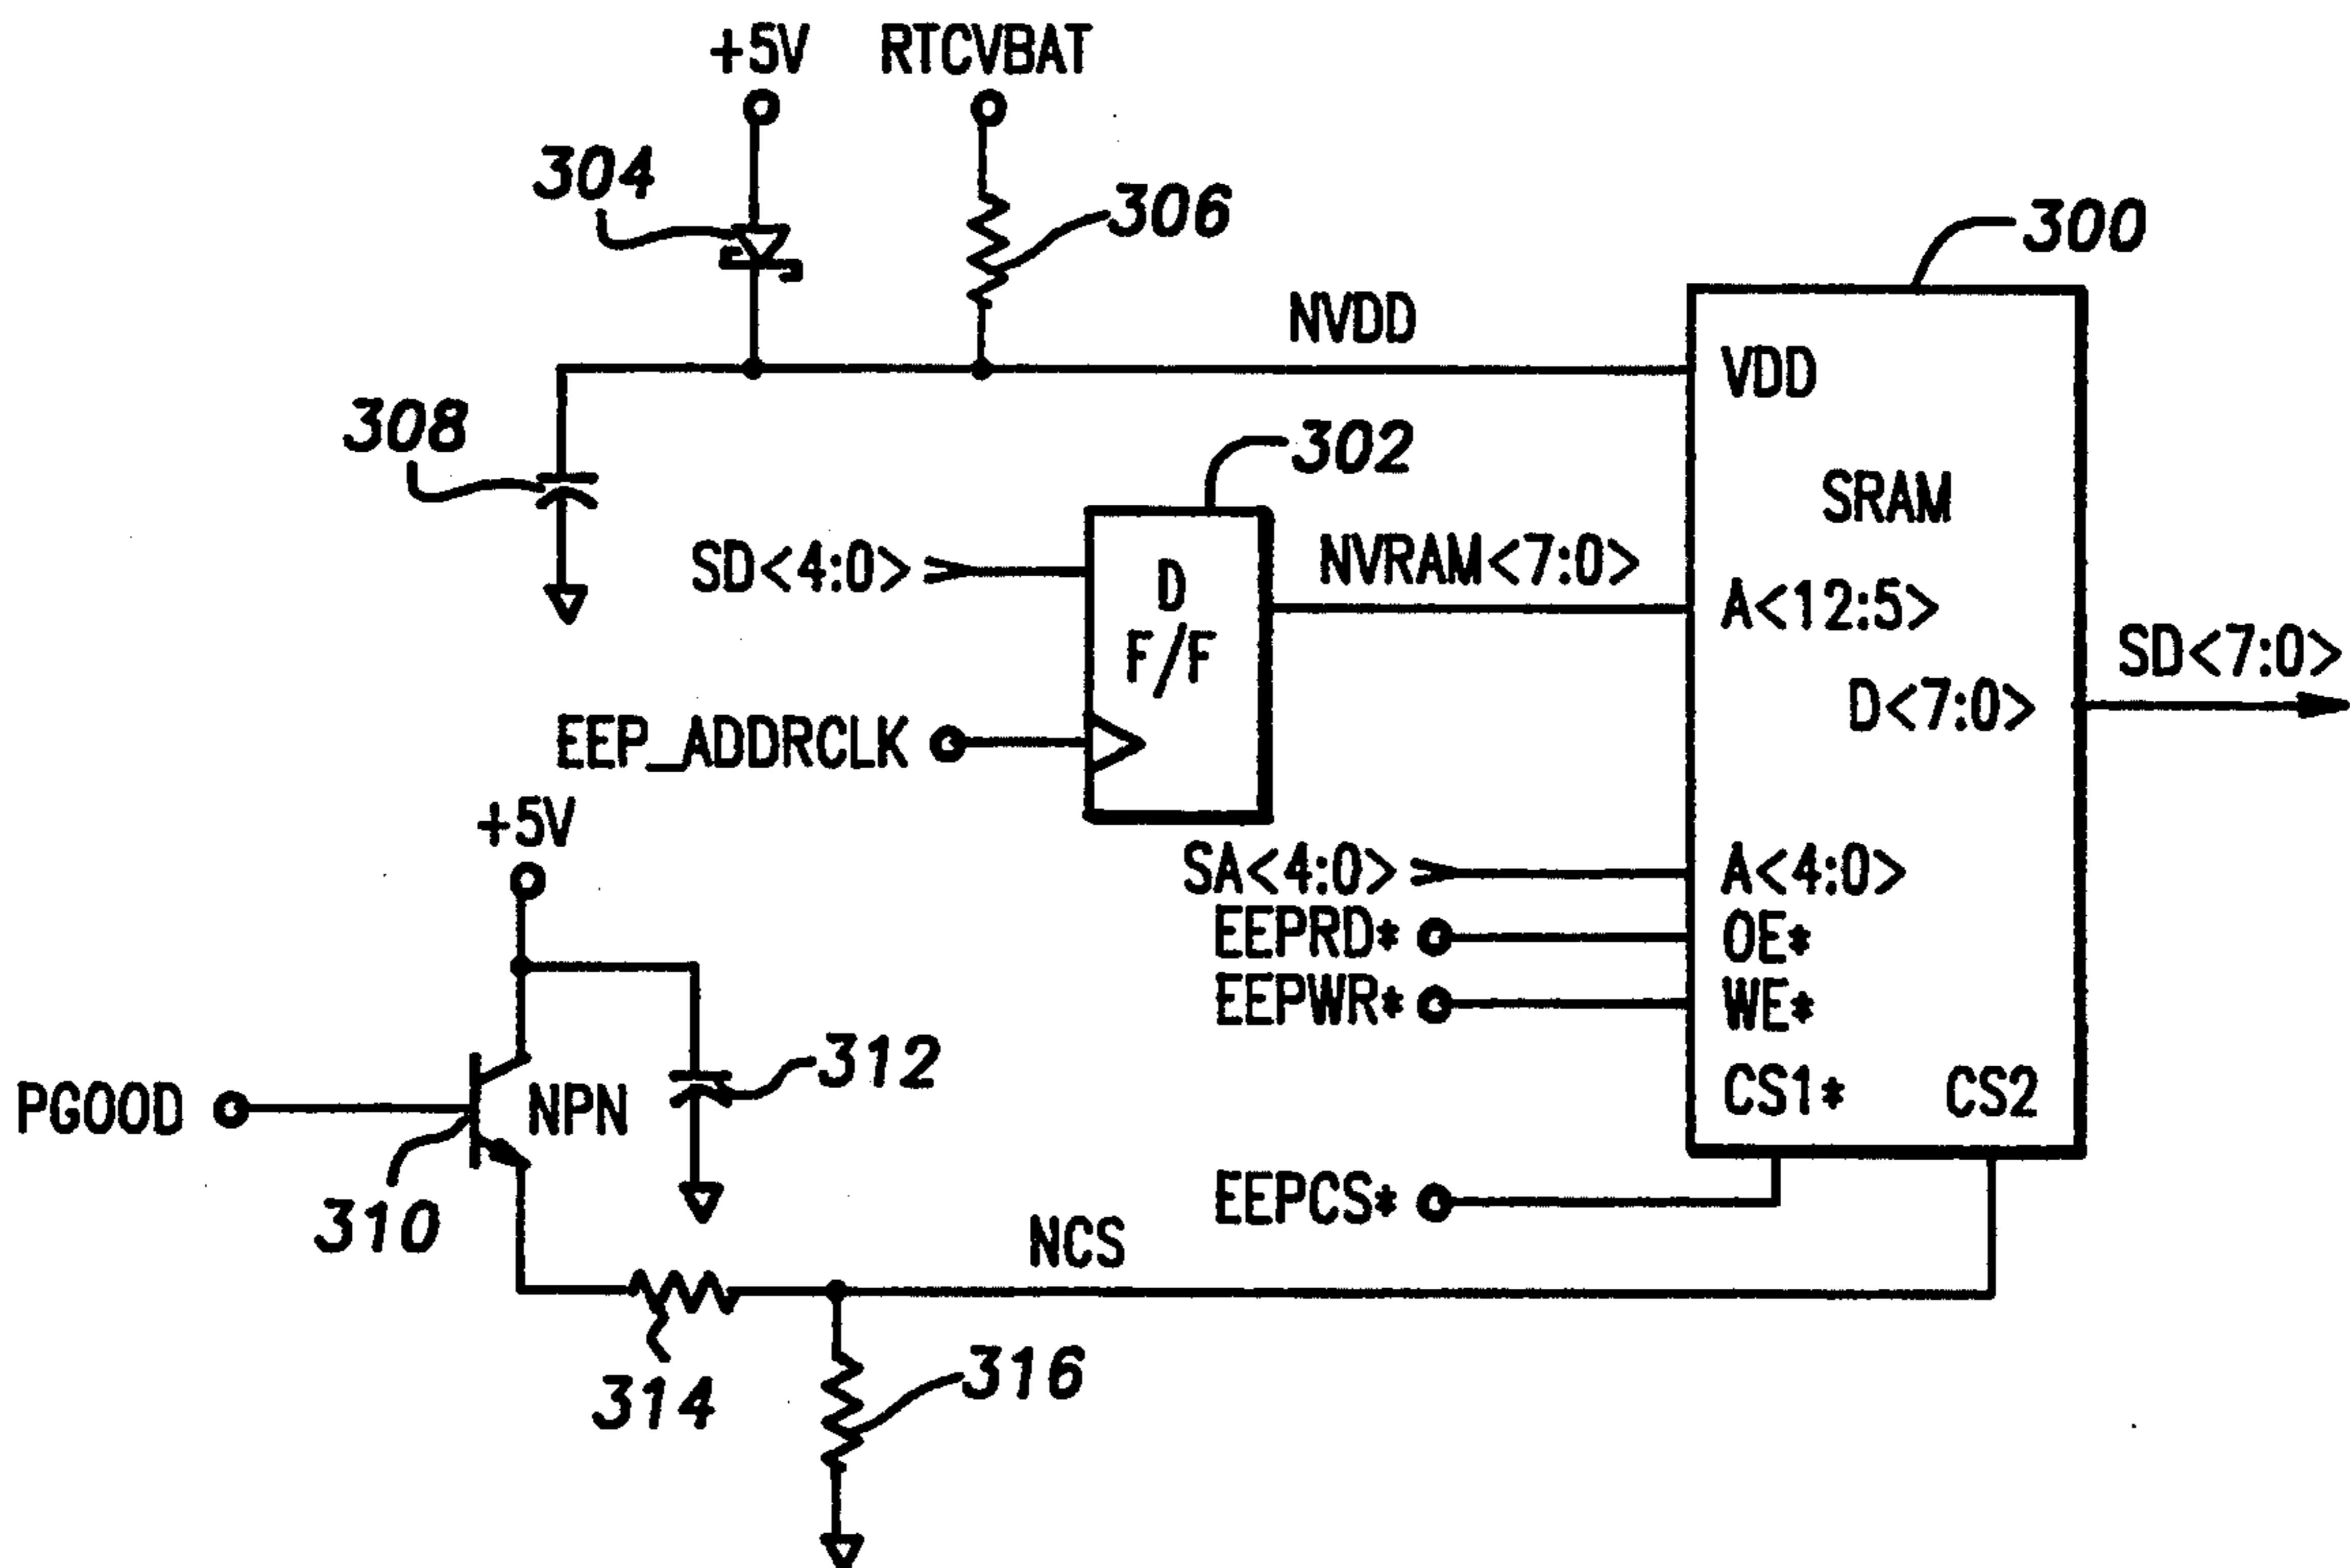 +5V RTCVBAT
304
306
300
NVDD
VDD
308
302
SRAM
SD<4:0>
D
F/F
NVRAM<7:0>
A<12:5>
SD<7:0>
D<7:0>
EEP_ADDRCLK
+5V
SA<4:0>
A<4:0>
EEPRD*
OE*
EEPWR*
WE*
312
CS1* CS2
PGOOD
NPN
310
EEPCS*
NCS
314
316